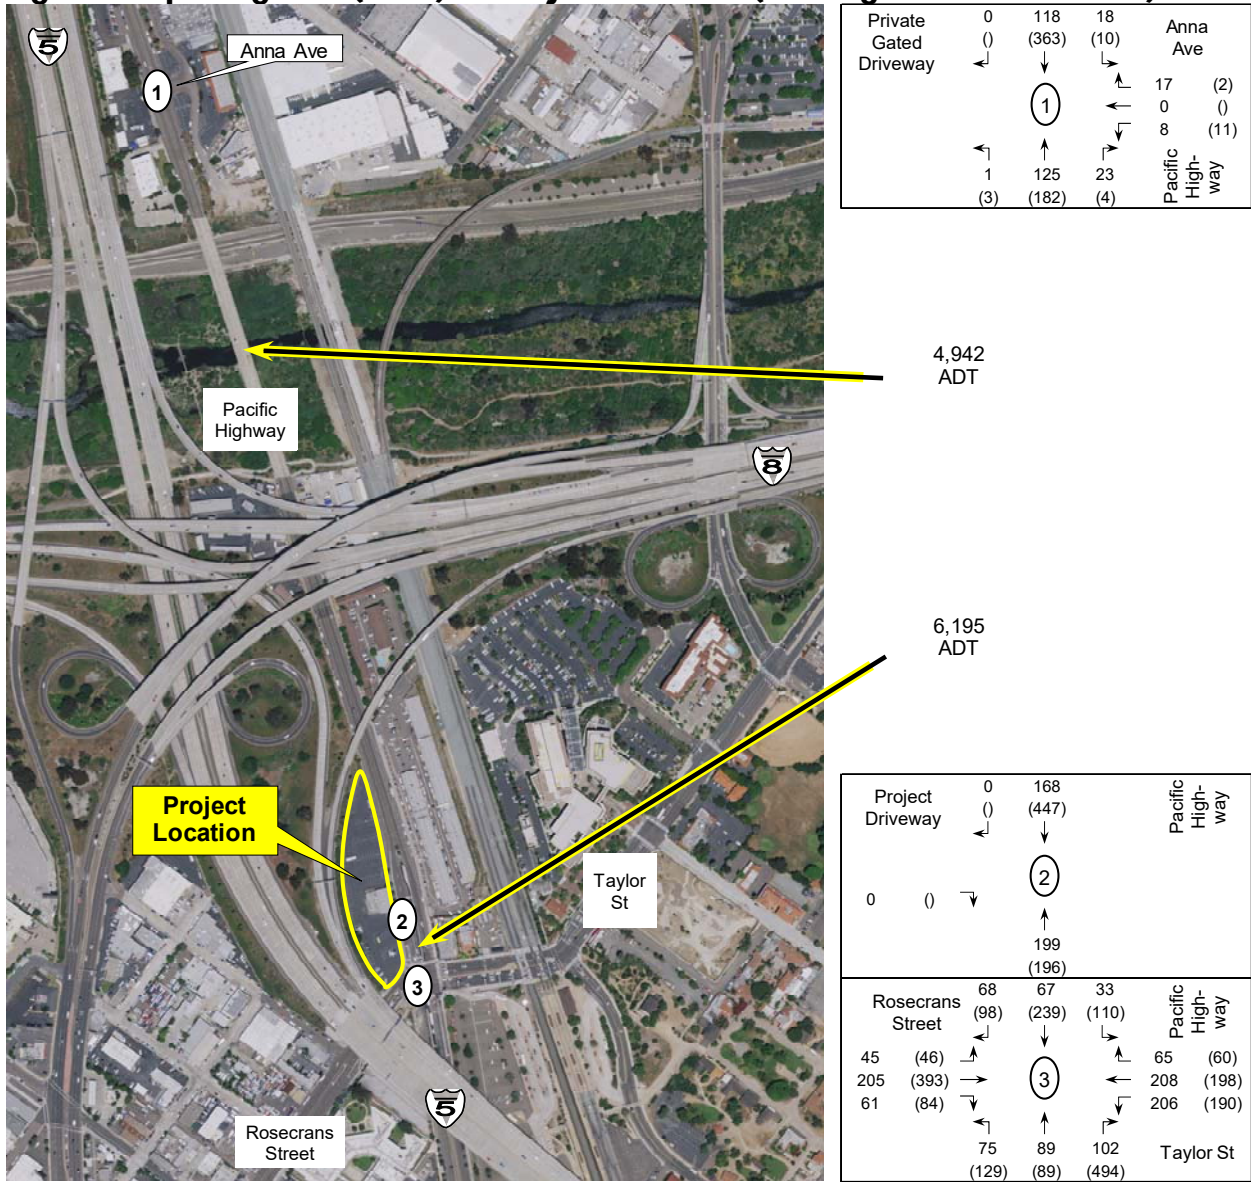 5
Anna Ave
1
Pacific
Highway
8
Project
Location
Taylor
St
2
3
5
Rosecrans
Street
Private
Gated
Driveway
0 118 18
() (363) (10)
Anna
Ave
17 (2)
0 ()
8 (11)
1
1 125 23
(3) (182) (4)
Pacific
High-
way
4,942
ADT
6,195
ADT
Project
Driveway
0 168
() (447)
Pacific
High-
way
2
0 ()
199
(196)
Rosecrans
Street
68 67 33
(98) (239) (110)
Pacific
High-
way
45 (46)
205 (393)
61 (84)
3
65 (60)
208 (198)
206 (190)
75 89 102
(129) (89) (494)
Taylor St